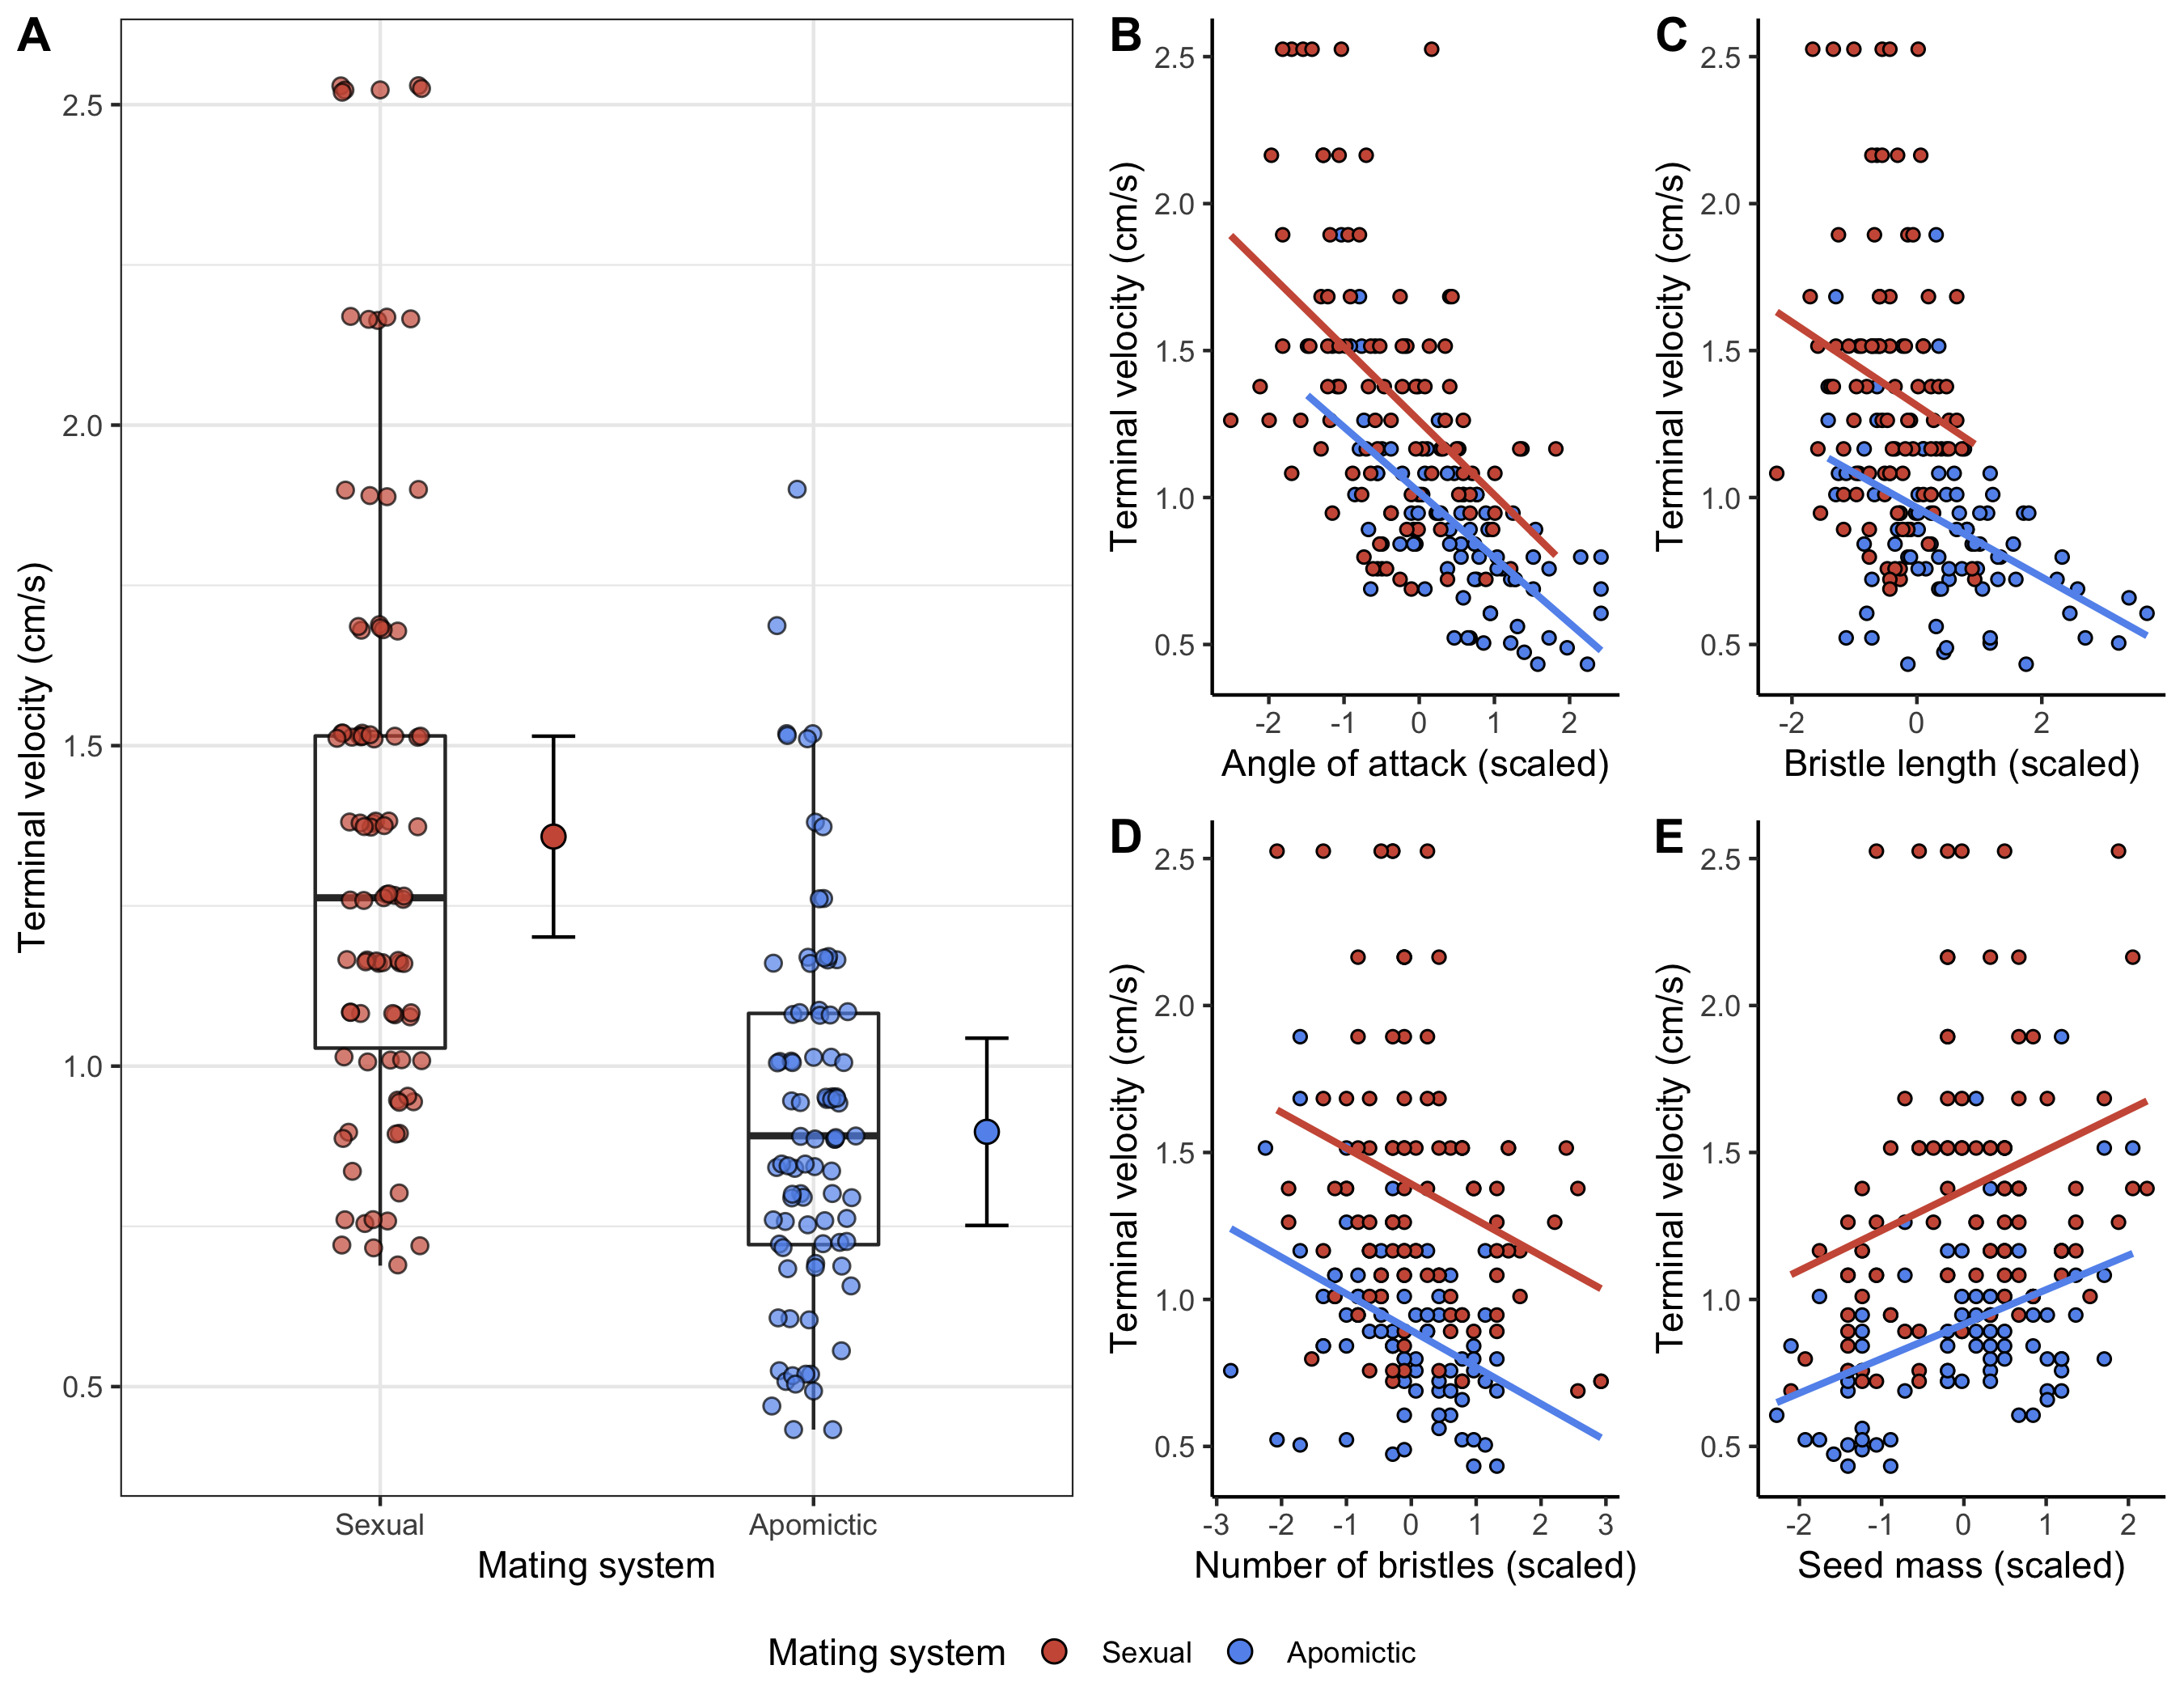 A
Terminal velocity (cm/s)
2.5
2.0
1.5
1.0
0.5
Sexual
Apomictic
Mating system
B
Terminal velocity (cm/s)
2.5
2.0
1.5
1.0
0.5
-2 -1 0 1 2
Angle of attack (scaled)
C
Terminal velocity (cm/s)
2.5
2.0
1.5
1.0
0.5
-2 0 2
Bristle length (scaled)
D
Terminal velocity (cm/s)
2.5
2.0
1.5
1.0
0.5
-3 -2 -1 0 1 2 3
Number of bristles (scaled)
E
Terminal velocity (cm/s)
2.5
2.0
1.5
1.0
0.5
-2 -1 0 1 2
Seed mass (scaled)
Mating system Sexual Apomictic